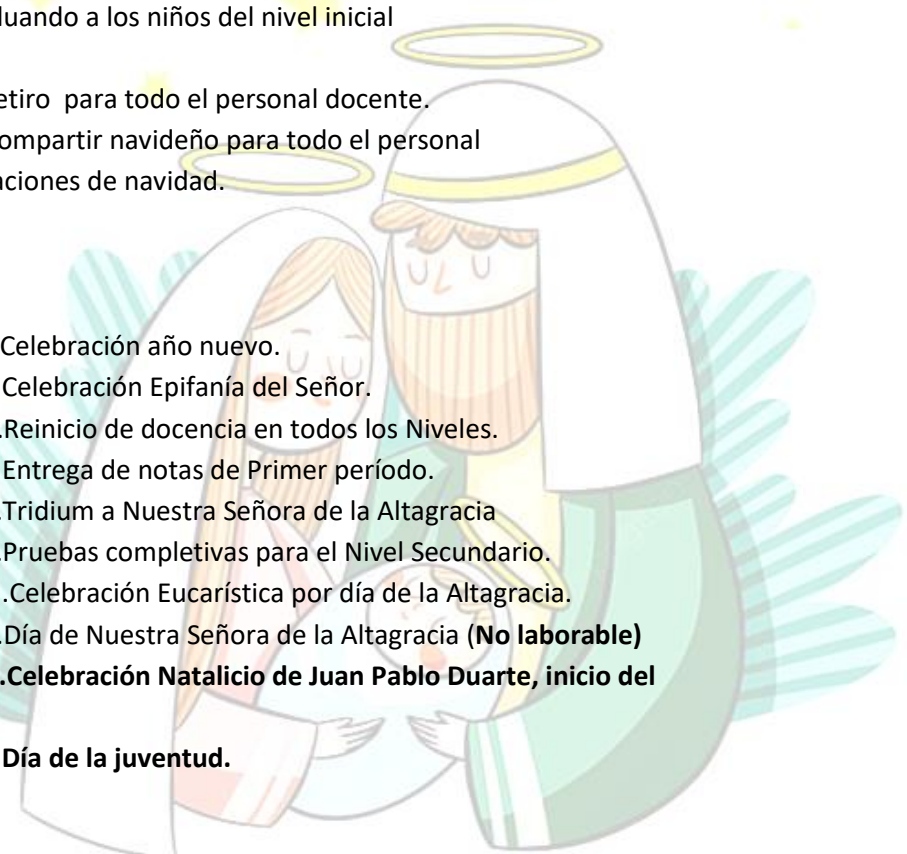 luando a los niños del nivel inicial
etiro para todo el personal docente.
ompartir navideño para todo el personal
aciones de navidad.
Celebración año nuevo.
Celebración Epifanía del Señor.
.Reinicio de docencia en todos los Niveles.
Entrega de notas de Primer período.
.Tridium a Nuestra Señora de la Altagracia
.Pruebas completivas para el Nivel Secundario.
.Celebración Eucarística por día de la Altagracia.
.Día de Nuestra Señora de la Altagracia (No laborable)
.Celebración Natalicio de Juan Pablo Duarte, inicio del
Día de la juventud.